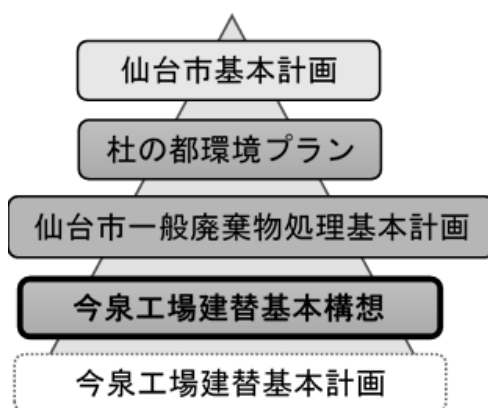 仙台市基本計画
杜の都環境プラン
仙台市一般廃棄物処理基本計画
今泉工場建替基本構想
今泉工場建替基本計画